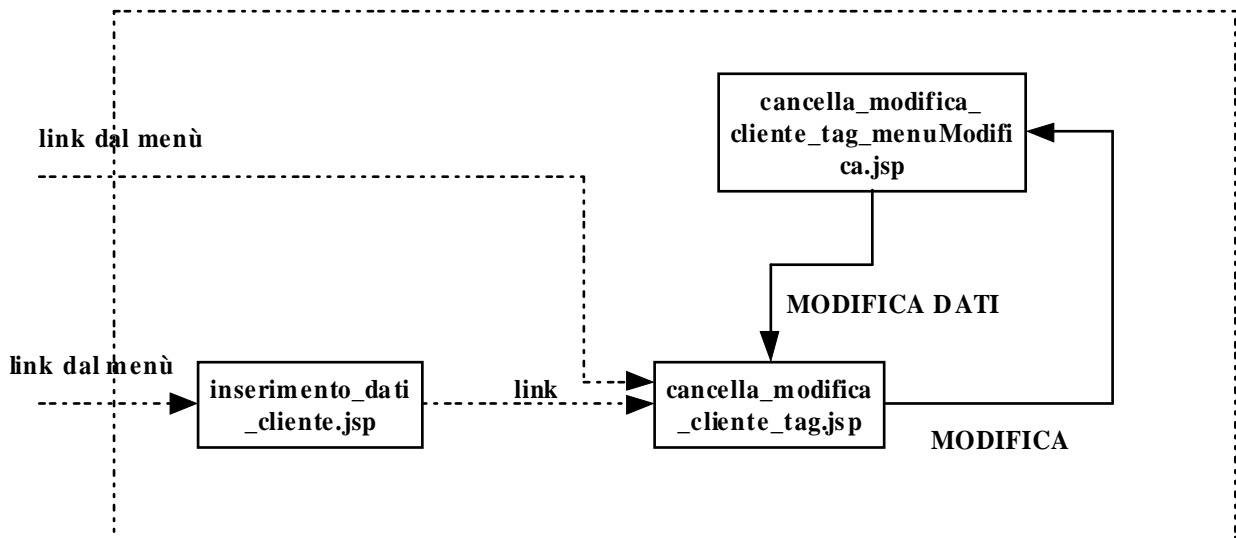 cancella_modifica_
cliente_tag_menuModifi
ca.jsp
link dal menù
MODIFICA DATI
link dal menù
inserimento_dati
_cliente.jsp
link
cancella_modifica
_cliente_tag.jsp
MODIFICA